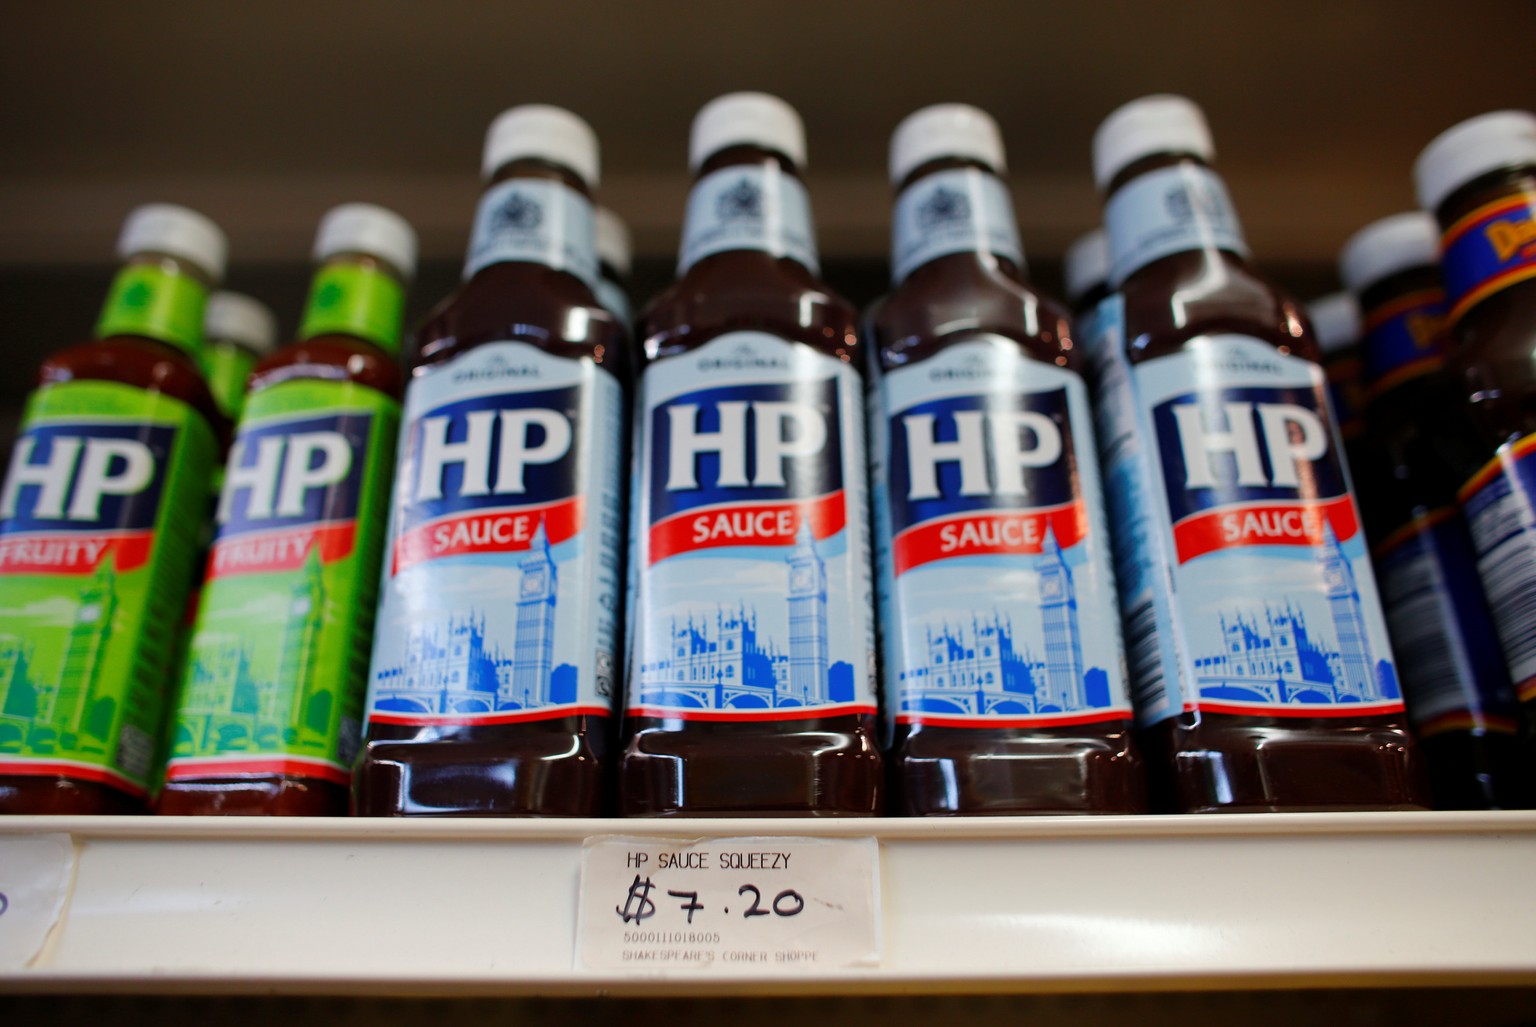 HP
FRUITY
HP
FRUITY
ORIGINAL
HP
SAUCE
ORIGINAL
HP
SAUCE
ORIGINAL
HP
SAUCE
HP
SAUCE
HP SAUCE SQUEEZY
$7.20
5000111018005
SHAKESPEARE'S CORNER SHOPPE